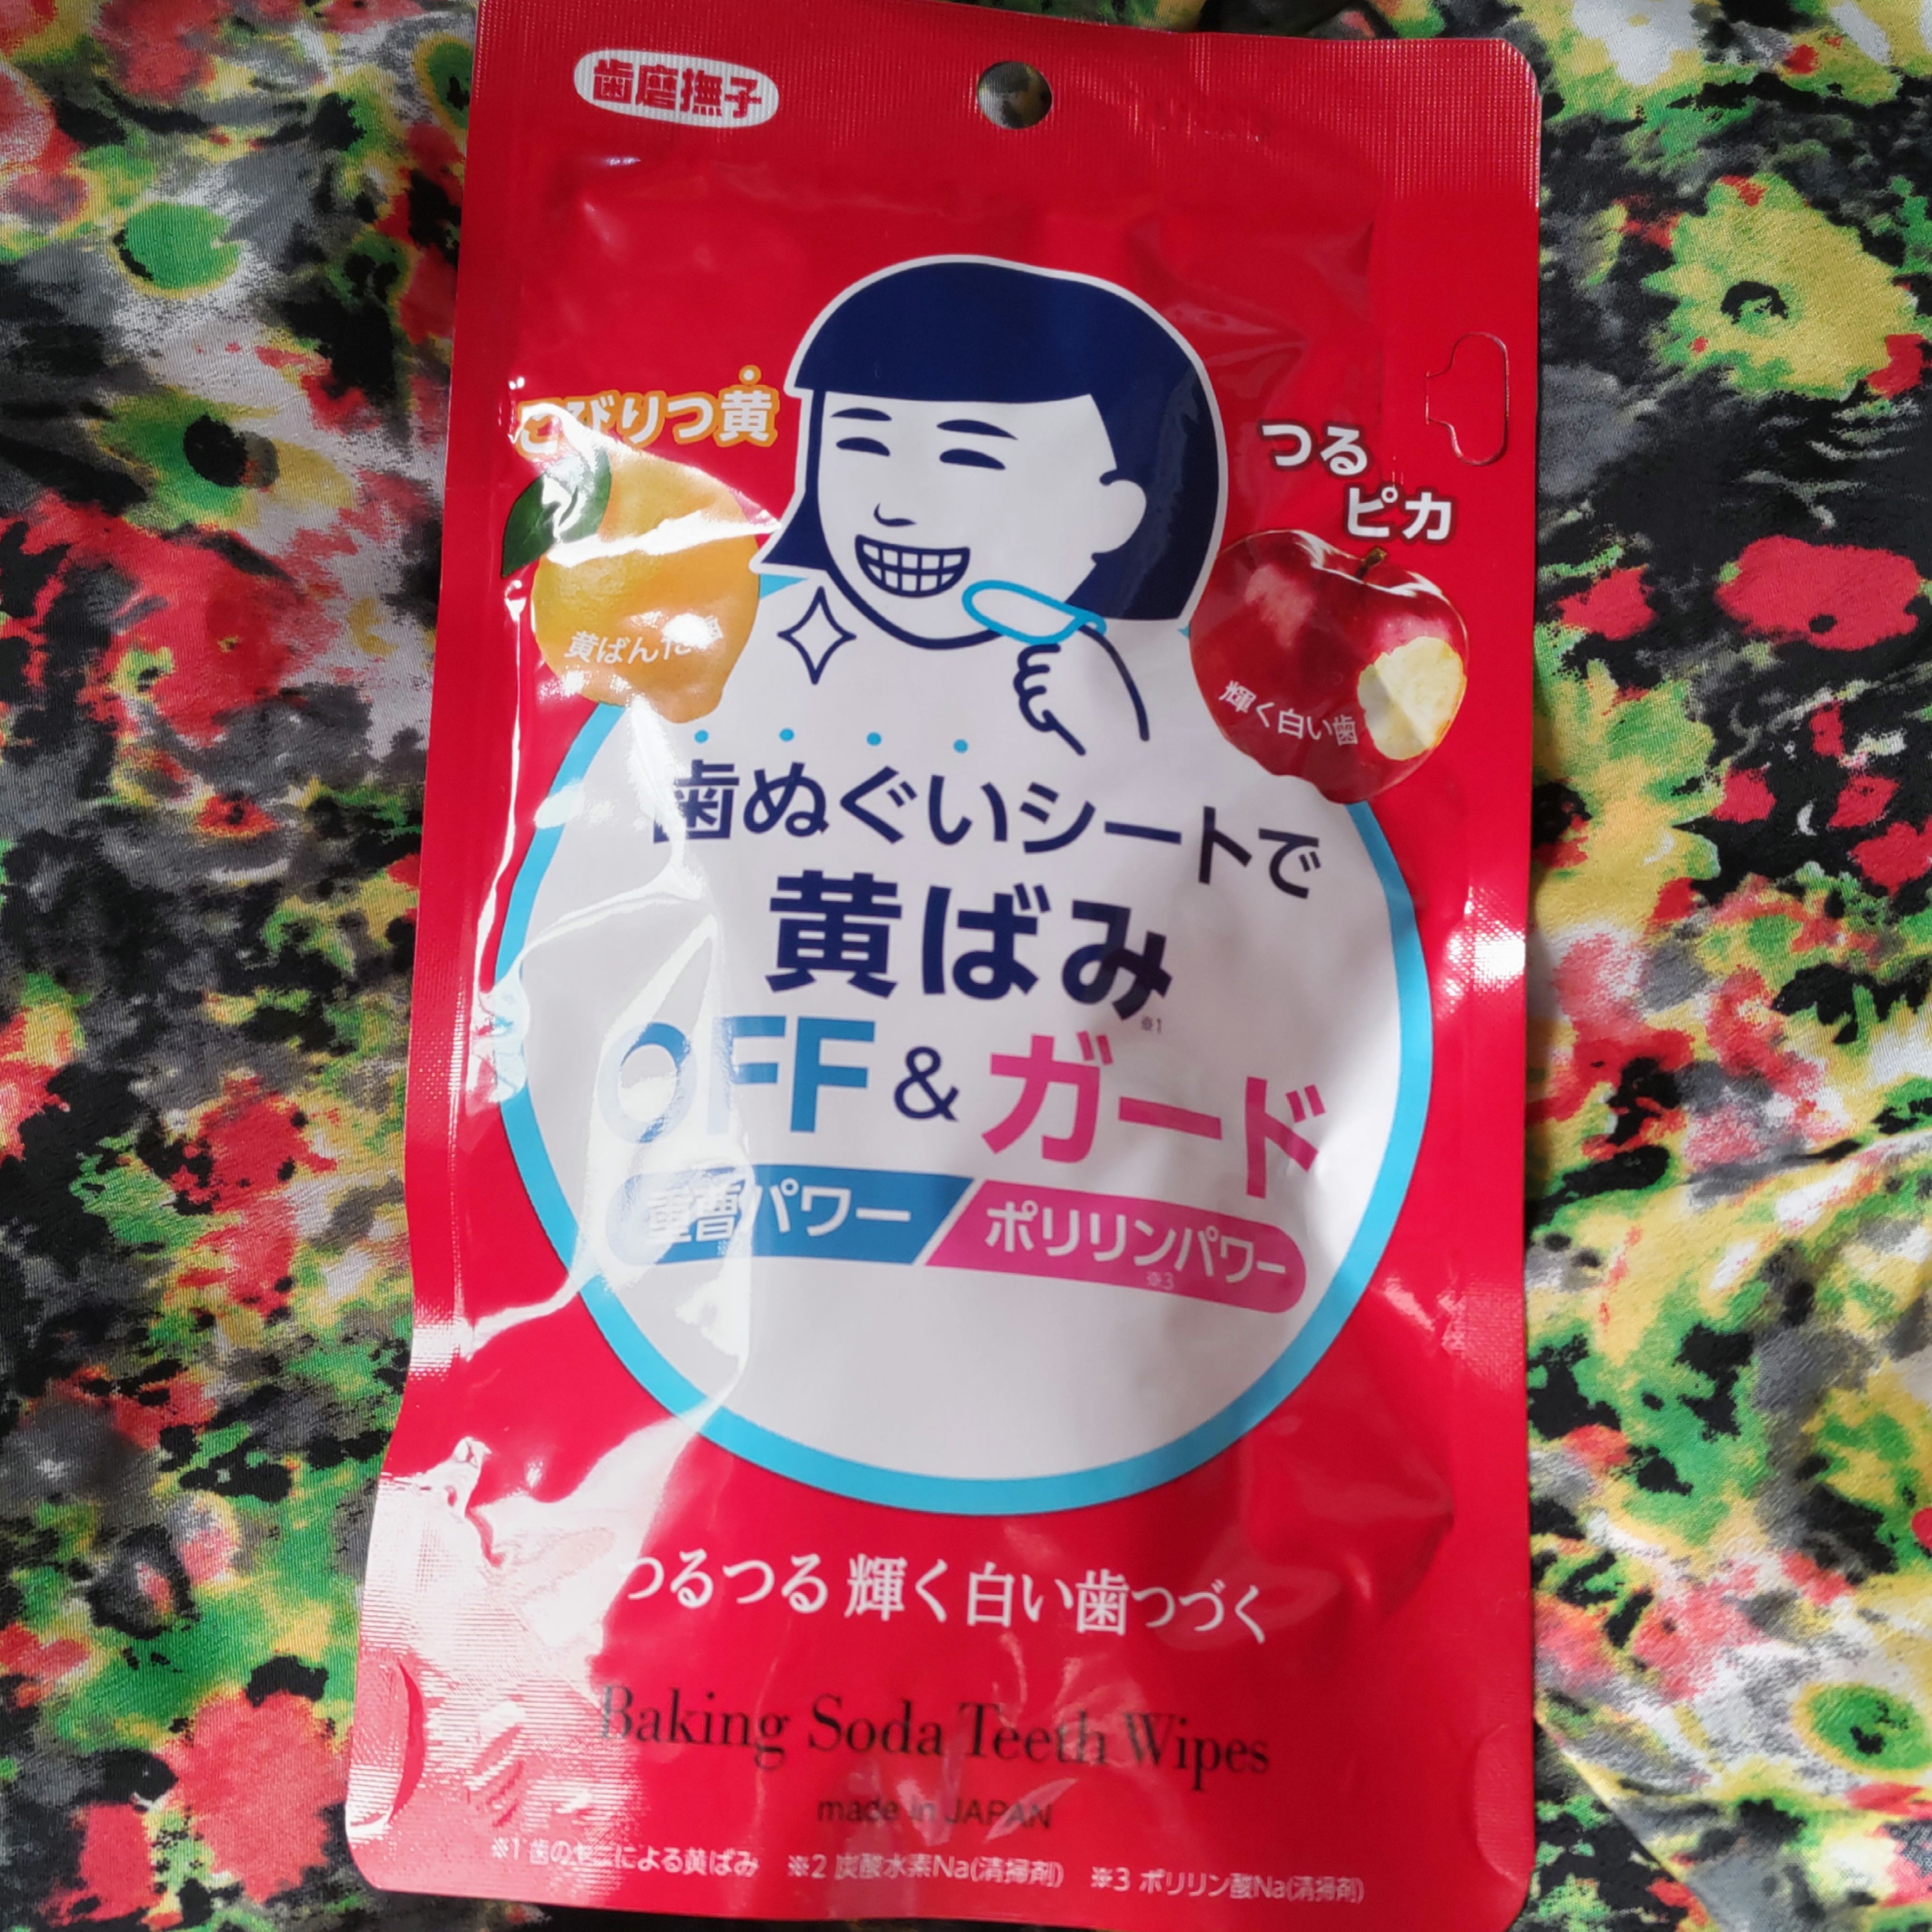 歯磨撫子
こびりつ黄
つる
ピカ
黄ばんだ歯
輝く白い歯
歯ぬぐいシートで
黄ばみ
※1
OFF & ガード
重曹パワー
ポリリンパワー
※3
つるつる 輝く白い歯つづく
Baking Soda Teeth Wipes
made in JAPAN
※1 歯のヤニによる黄ばみ ※2 炭酸水素Na(清掃剤) ※3 ポリリン酸Na(清掃剤)